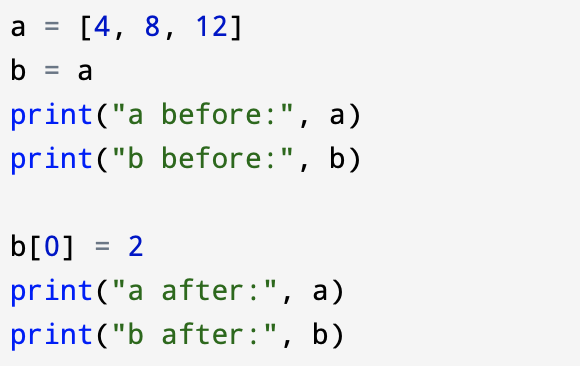 a = [4, 8, 12]
b = a
print("a before:", a)
print("b before:", b)
b[0] = 2
print("a after:", a)
print("b after:", b)